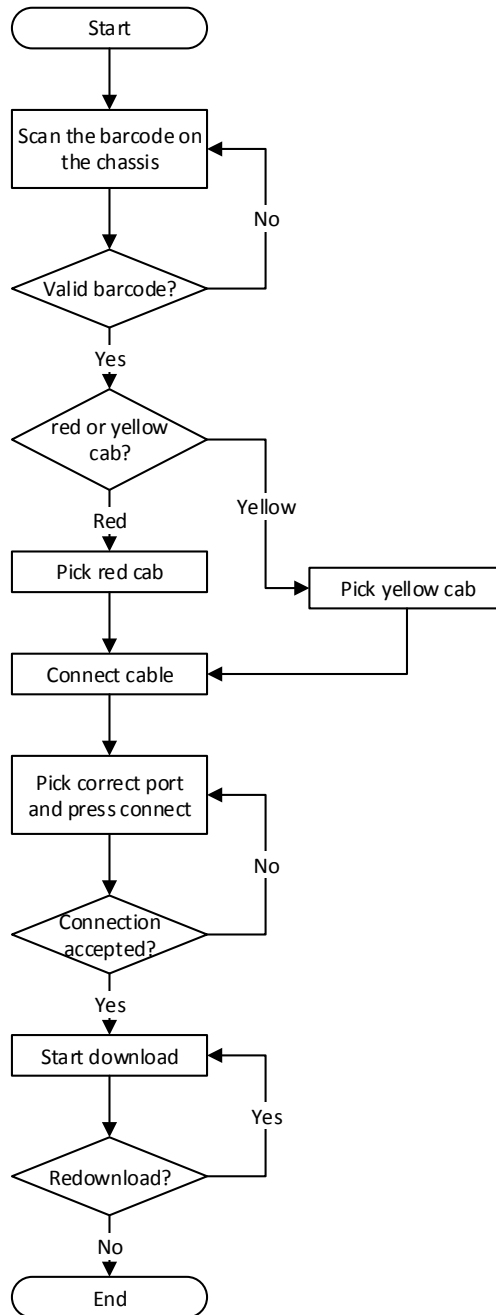 Start
Scan the barcode on
the chassis
No
Valid barcode?
Yes
red or yellow
cab?
Yellow
Red
Pick red cab
Pick yellow cab
Connect cable
Pick correct port
and press connect
No
Connection
accepted?
Yes
Start download
Yes
Redownload?
No
End